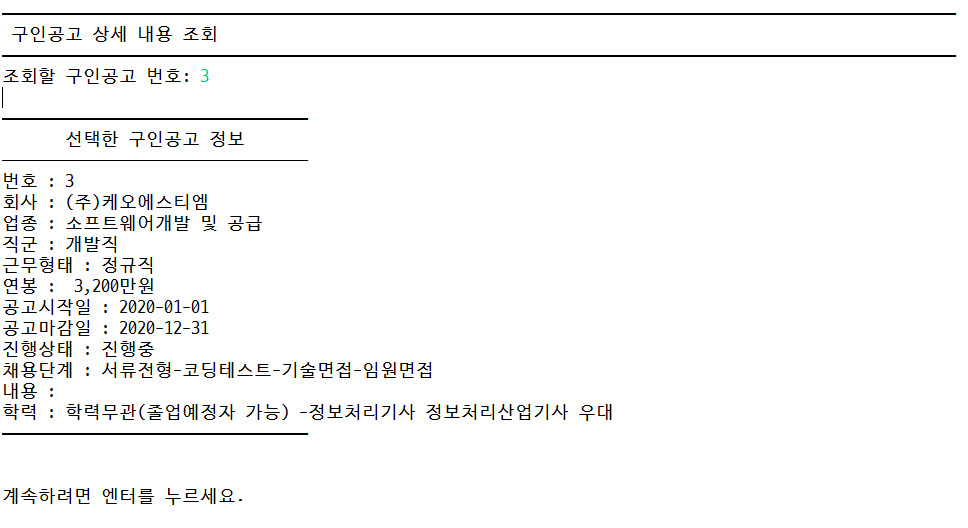 구인공고 상세 내용 조회
조회할 구인공고 번호: 3
선택한 구인공고 정보
번호 : 3
회사 : (주)케오에스티엠
업종 : 소프트웨어개발 및 공급
직군 : 개발직
근무형태 : 정규직
연봉 :  3,200만원
공고시작일 : 2020-01-01
공고마감일 : 2020-12-31
진행상태 : 진행중
채용단계 : 서류전형-코딩테스트-기술면접-임원면접
내용 :
학력 : 학력무관(졸업예정자 가능) -정보처리기사 정보처리산업기사 우대
계속하려면 엔터를 누르세요.